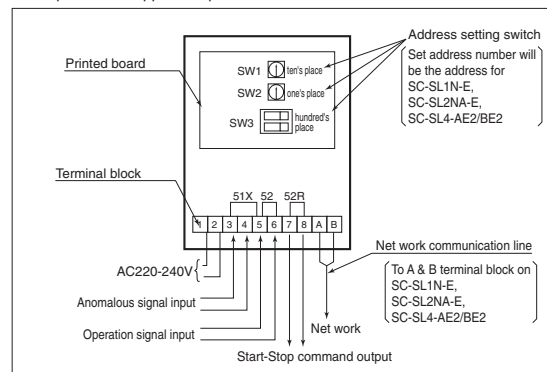 Address setting switch
Set address number will
be the address for
SC-SL1N-E,
SC-SL2NA-E,
SC-SL4-AE2/BE2
Printed board
SW1 ten's place
SW2 one's place
SW3 hundred's
place
Terminal block
51X 52 52R
1 2 3 4 5 6 7 8 A B
AC220-240V
Anomalous signal input
Operation signal input
Start-Stop command output
Net work
Net work communication line
To A & B terminal block on
SC-SL1N-E,
SC-SL2NA-E,
SC-SL4-AE2/BE2